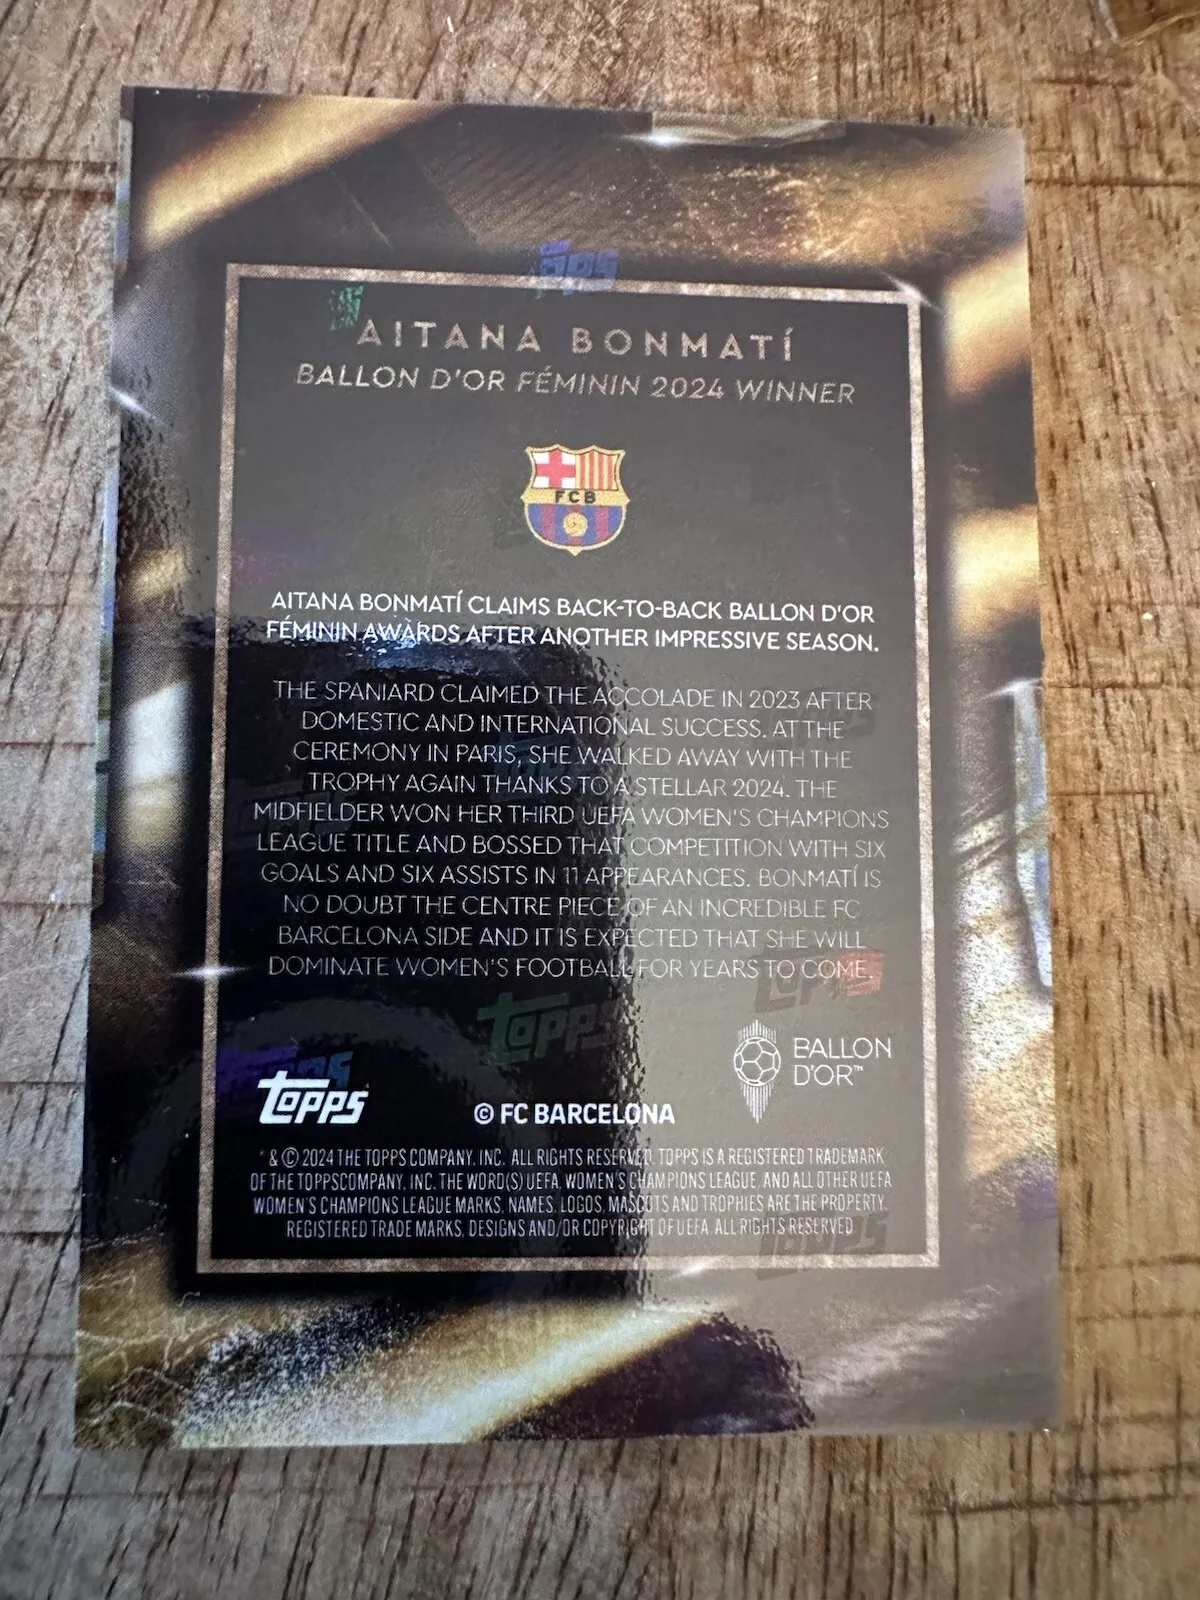 AITANA BONMATÍ
BALLON D'OR FÉMININ 2024 WINNER
FCB
AITANA BONMATÍ CLAIMS BACK-TO-BACK BALLON D'OR
FÉMININ AWARDS AFTER ANOTHER IMPRESSIVE SEASON.
THE SPANIARD CLAIMED THE ACCOLADE IN 2023 AFTER
DOMESTIC AND INTERNATIONAL SUCCESS. AT THE
CEREMONY IN PARIS, SHE WALKED AWAY WITH THE
TROPHY AGAIN THANKS TO A STELLAR 2024. THE
MIDFIELDER WON HER THIRD UEFA WOMEN'S CHAMPIONS
LEAGUE TITLE AND BOSSED THAT COMPETITION WITH SIX
GOALS AND SIX ASSISTS IN 11 APPEARANCES. BONMATÍ IS
NO DOUBT THE CENTRE PIECE OF AN INCREDIBLE FC
BARCELONA SIDE AND IT IS EXPECTED THAT SHE WILL
DOMINATE WOMEN'S FOOTBALL FOR YEARS TO COME.
topps
topps
BALLON
D'OR™
topps
© FC BARCELONA
* & © 2024 THE TOPPS COMPANY, INC. ALL RIGHTS RESERVED. TOPPS IS A REGISTERED TRADEMARK
OF THE TOPPS COMPANY, INC. THE WORD(S) UEFA, WOMEN'S CHAMPIONS LEAGUE, AND ALL OTHER UEFA
WOMEN'S CHAMPIONS LEAGUE MARKS, NAMES, LOGOS, MASCOTS AND TROPHIES ARE THE PROPERTY,
REGISTERED TRADE MARKS, DESIGNS AND/OR COPYRIGHT OF UEFA. ALL RIGHTS RESERVED